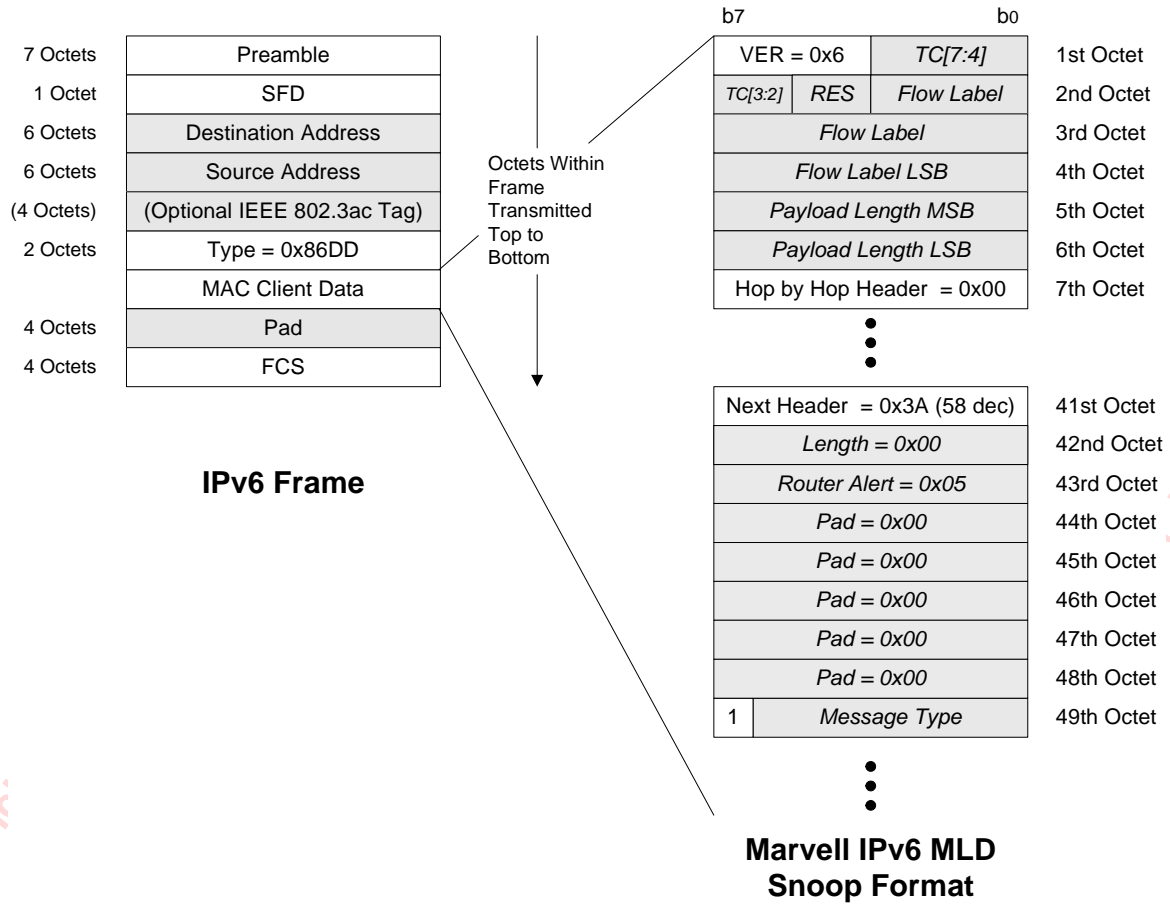 7 Octets Preamble
1 Octet SFD
6 Octets Destination Address
6 Octets Source Address
(4 Octets) (Optional IEEE 802.3ac Tag)
2 Octets Type = 0x86DD
MAC Client Data
4 Octets Pad
4 Octets FCS
IPv6 Frame
Octets Within
Frame
Transmitted
Top to
Bottom
b7 b0
VER = 0x6 TC[7:4] 1st Octet
TC[3:2] RES Flow Label 2nd Octet
Flow Label 3rd Octet
Flow Label LSB 4th Octet
Payload Length MSB 5th Octet
Payload Length LSB 6th Octet
Hop by Hop Header = 0x00 7th Octet
Next Header = 0x3A (58 dec) 41st Octet
Length = 0x00 42nd Octet
Router Alert = 0x05 43rd Octet
Pad = 0x00 44th Octet
Pad = 0x00 45th Octet
Pad = 0x00 46th Octet
Pad = 0x00 47th Octet
Pad = 0x00 48th Octet
1 Message Type 49th Octet
Marvell IPv6 MLD
Snoop Format